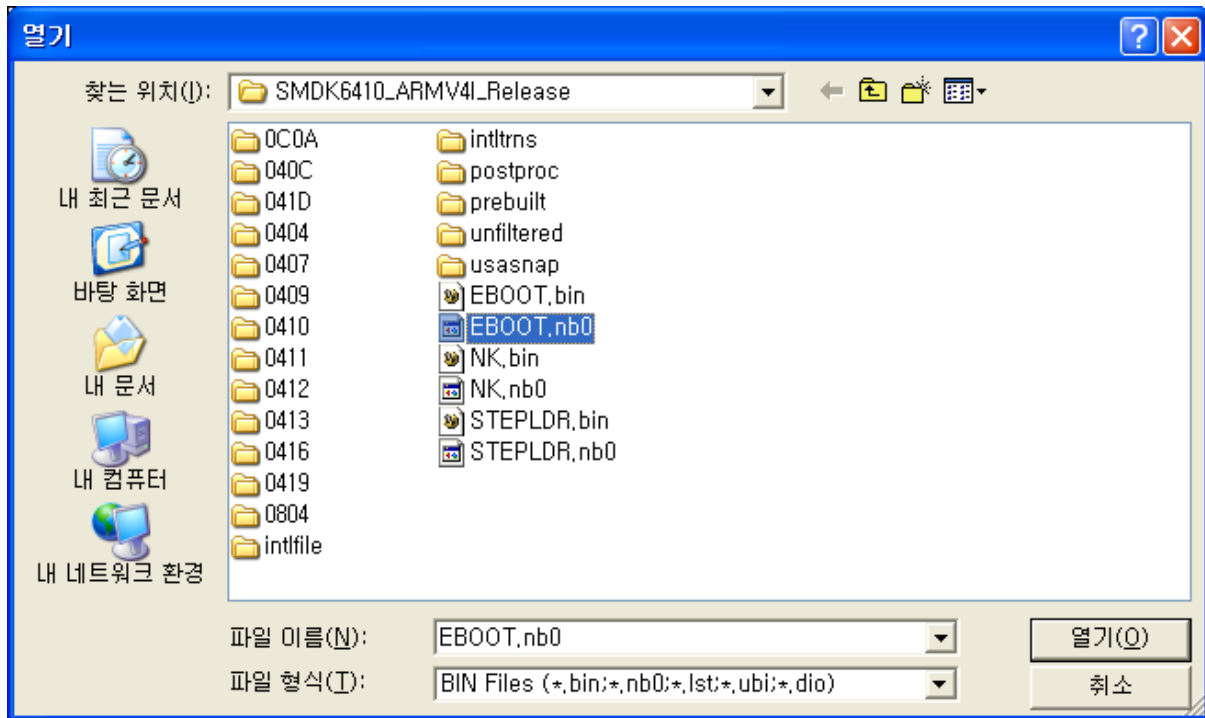 열기
찾는 위치(I): SMDK6410_ARMV4I_Release
내 최근 문서
바탕 화면
내 문서
내 컴퓨터
내 네트워크 환경
0C0A
040C
041D
0404
0407
0409
0410
0411
0412
0413
0416
0419
0804
intlfile
intltrns
postproc
prebuilt
unfiltered
usasnap
EBOOT.bin
EBOOT.nb0
NK.bin
NK.nb0
STEPLDR.bin
STEPLDR.nb0
파일 이름(N): EBOOT.nb0 열기(O)
파일 형식(T): BIN Files (*.bin;*.nb0;*.lst;*.ubi;*.dio) 취소